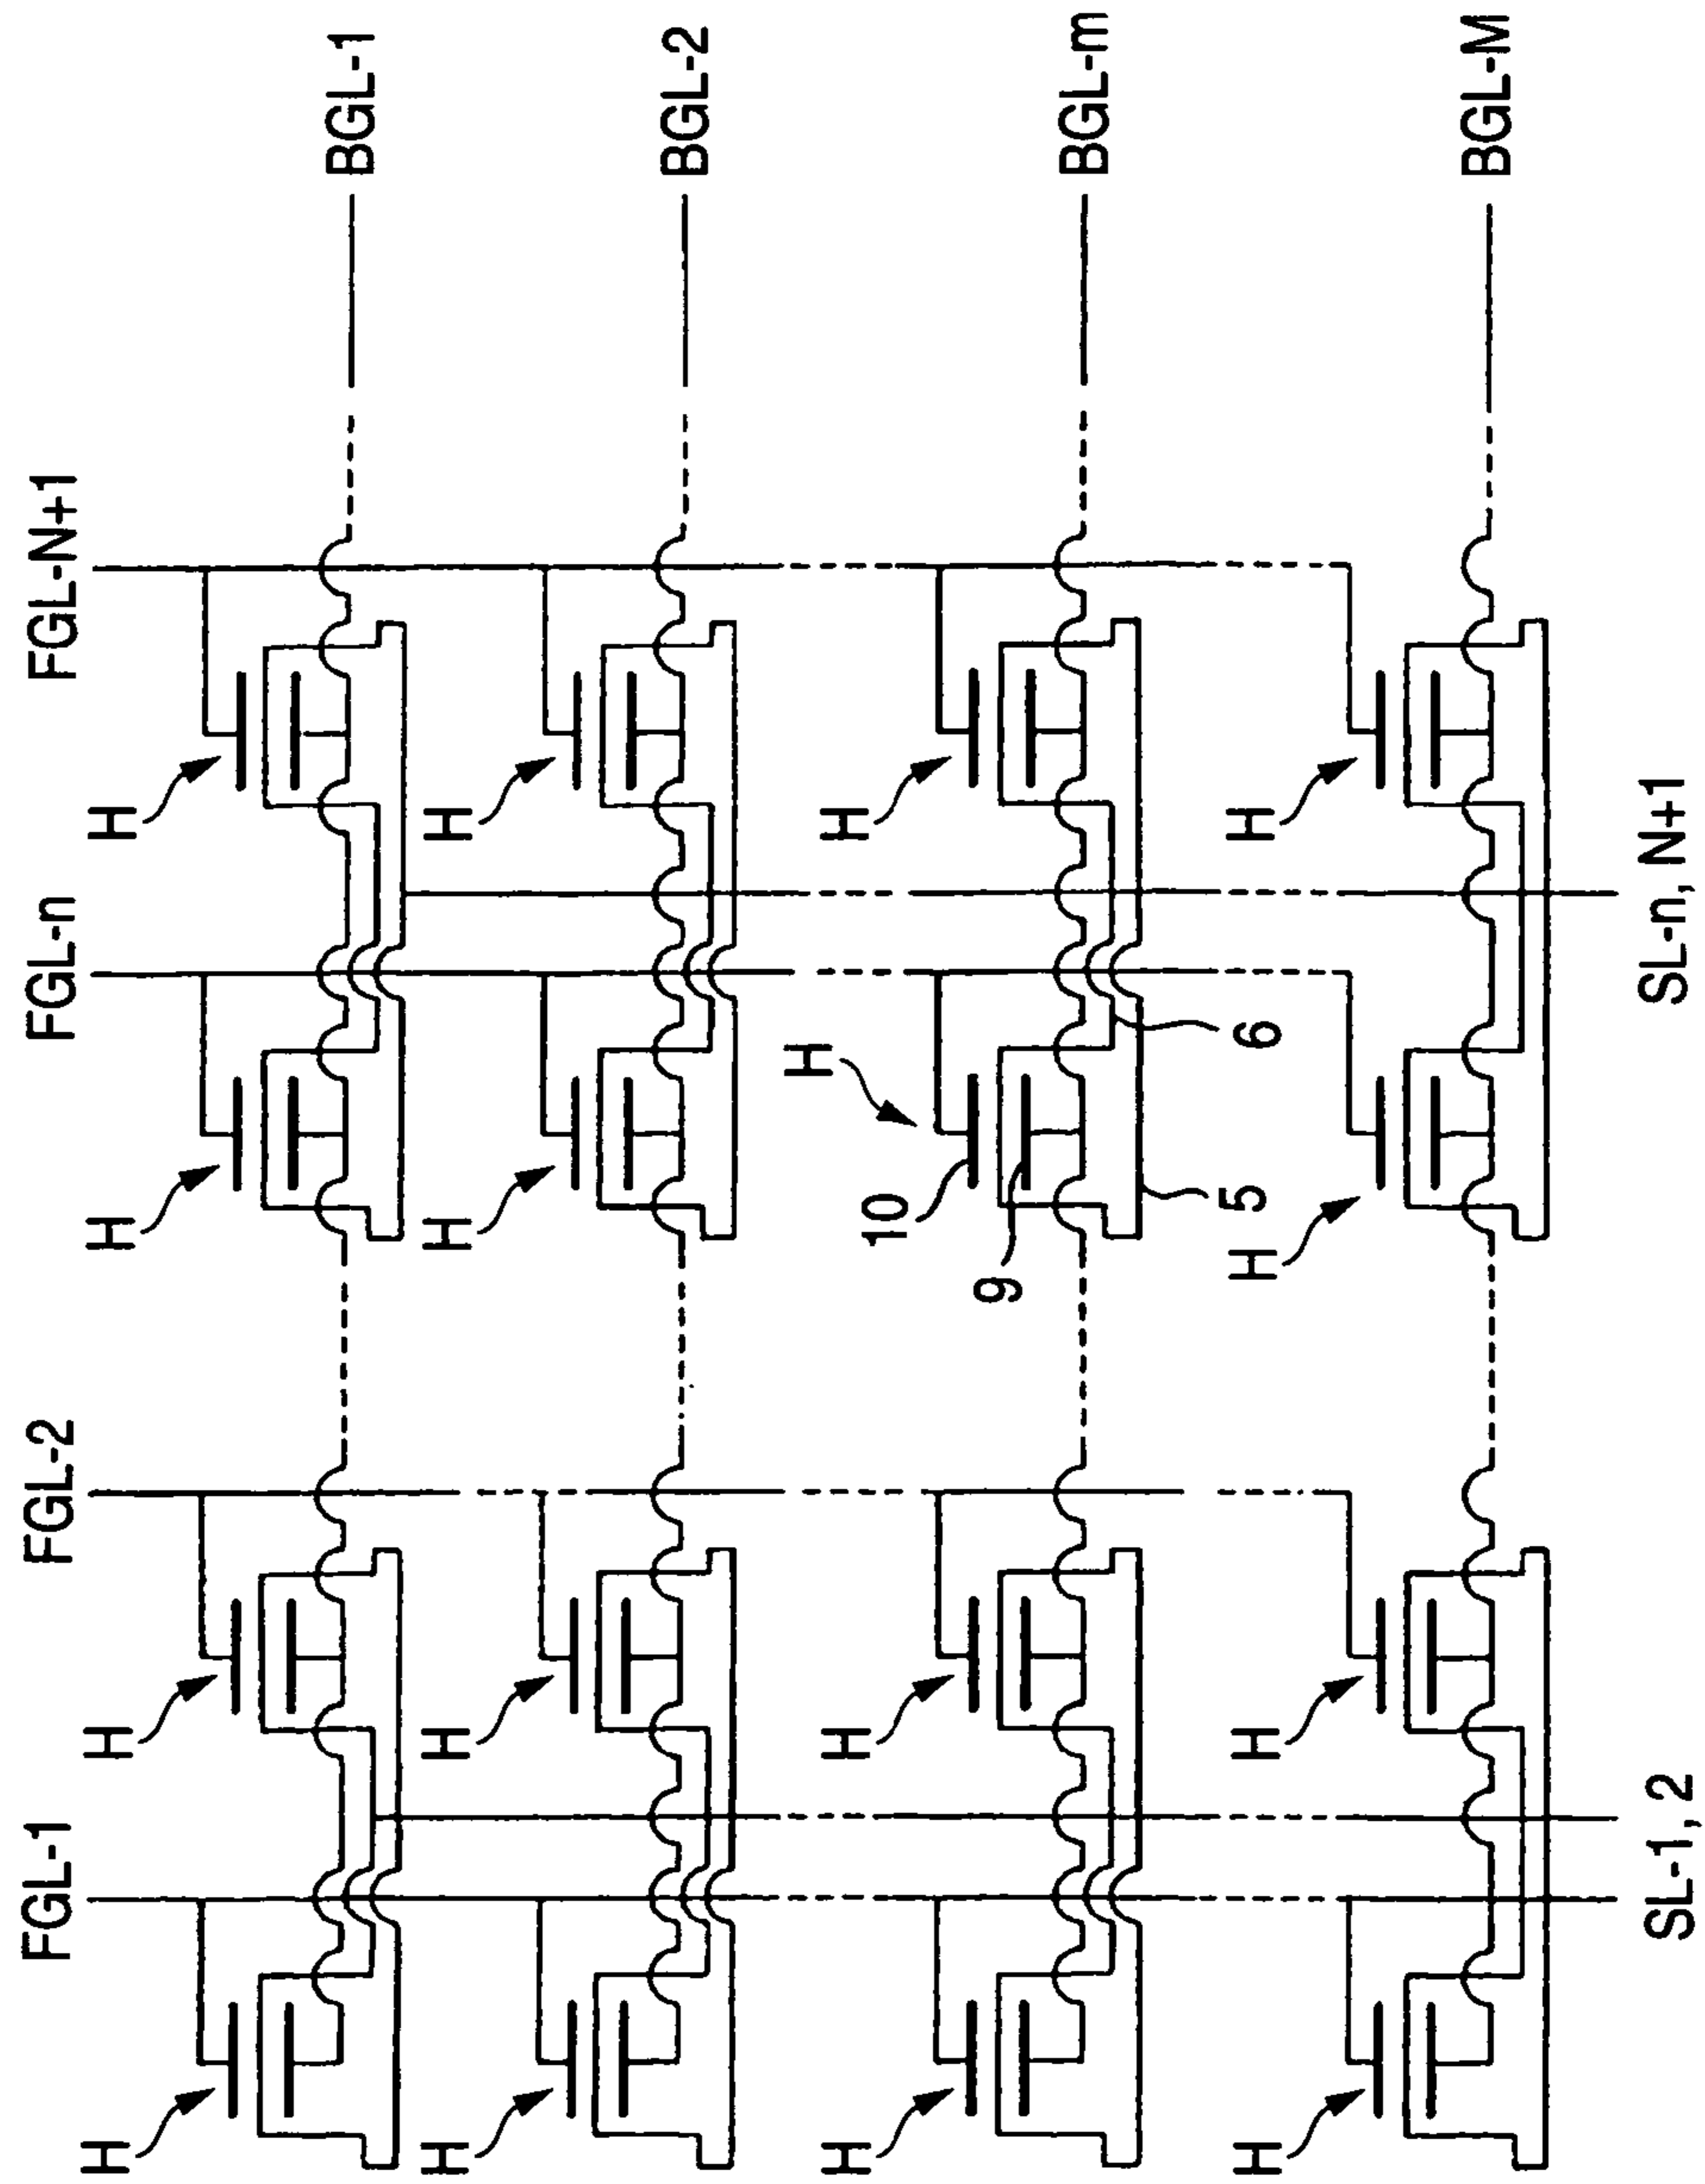 FGL-1
FGL-2
FGL-n
FGL-N+1
H
H
H
H
BGL-1
H
H
H
H
BGL-2
H
H
H
H
10
9
BGL-m
5
6
H
H
H
H
BGL-M
SL-1, 2
SL-n, N+1